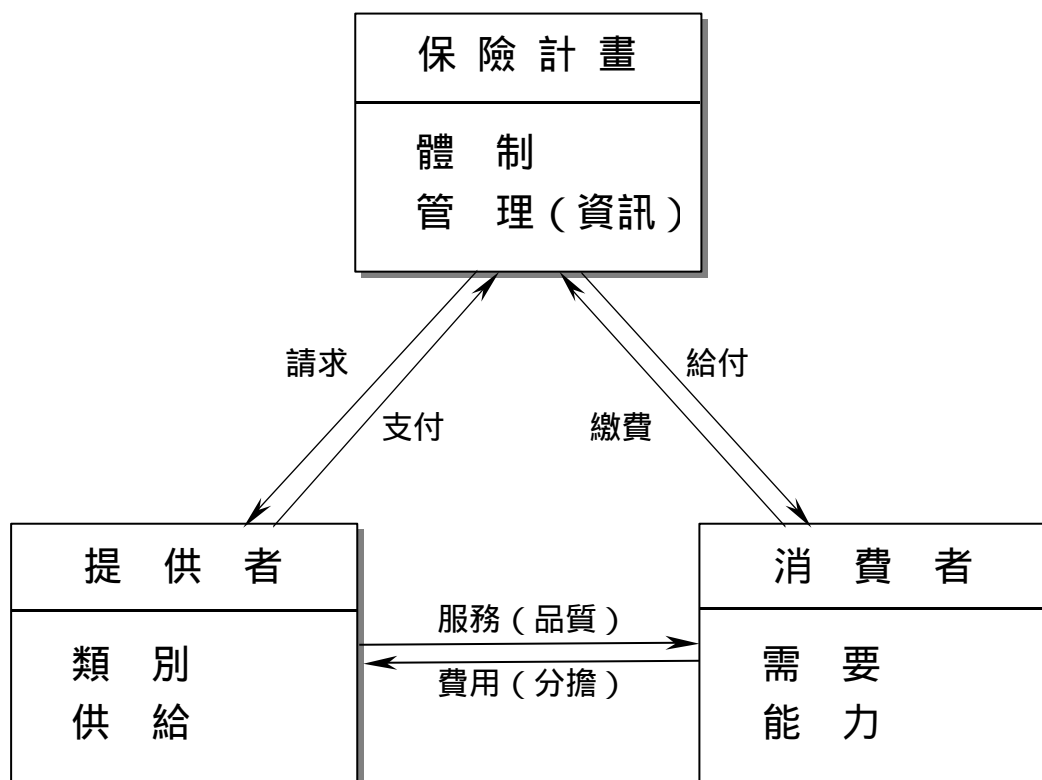 保險計畫
體制
管理（資訊）
請求
給付
支付
繳費
提供者
消費者
服務（品質）
費用（分擔）
類別
供給
需要
能力